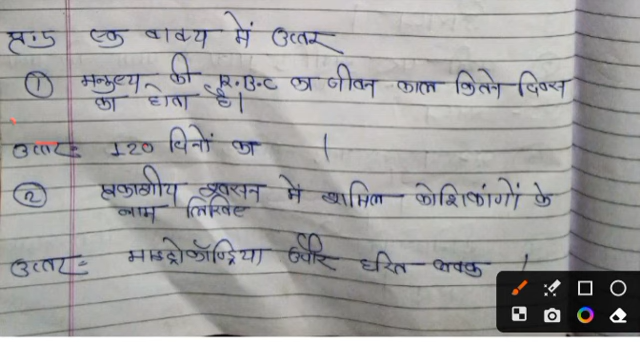 प्र.5 एक वाक्य में उत्तर
① मनुष्य की R.B.C का जीवन काल कितने दिवस
का होता है।
उत्तर = 120 दिनों का ।
② प्रकाशीय श्वसन में शामिल कोशिकांगों के
नाम लिखिए
उत्तर = माइट्रोकॉण्ड्रिया और हरित लवक ।